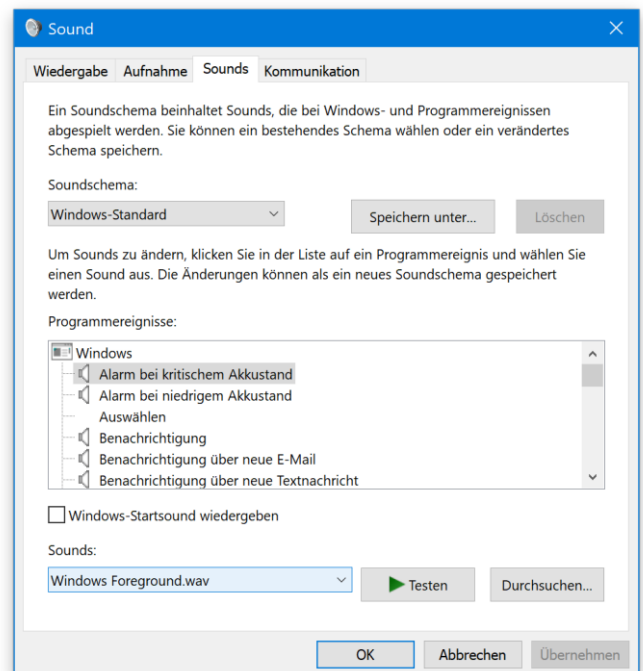 Sound
Wiedergabe Aufnahme Sounds Kommunikation
Ein Soundschema beinhaltet Sounds, die bei Windows- und Programmereignissen
abgespielt werden. Sie können ein bestehendes Schema wählen oder ein verändertes
Schema speichern.
Soundschema:
Windows-Standard Speichern unter... Löschen
Um Sounds zu ändern, klicken Sie in der Liste auf ein Programmereignis und wählen Sie
einen Sound aus. Die Änderungen können als ein neues Soundschema gespeichert
werden.
Programmereignisse:
Windows
Alarm bei kritischem Akkustand
Alarm bei niedrigem Akkustand
Auswählen
Benachrichtigung
Benachrichtigung über neue E-Mail
Benachrichtigung über neue Textnachricht
Windows-Startsound wiedergeben
Sounds:
Windows Foreground.wav Testen Durchsuchen...
OK Abbrechen Übernehmen